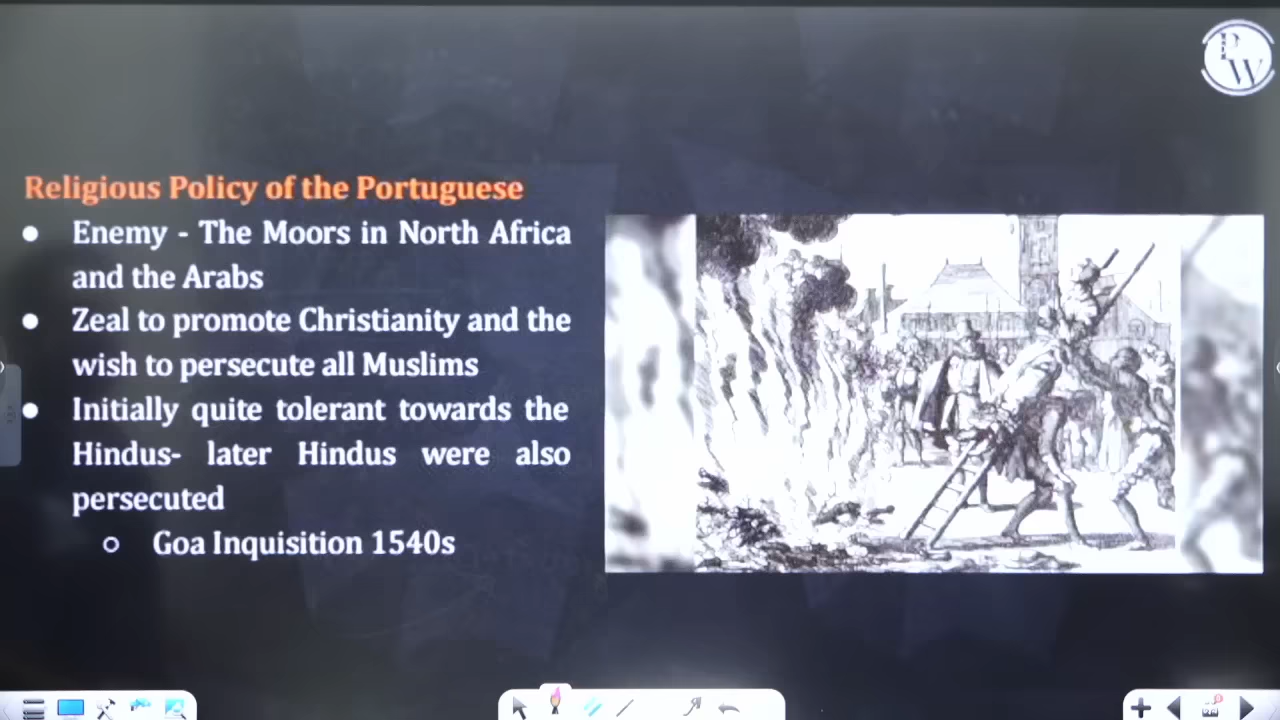 PW
Religious Policy of the Portuguese
Enemy - The Moors in North Africa
and the Arabs
Zeal to promote Christianity and the
wish to persecute all Muslims
Initially quite tolerant towards the
Hindus- later Hindus were also
persecuted
Goa Inquisition 1540s